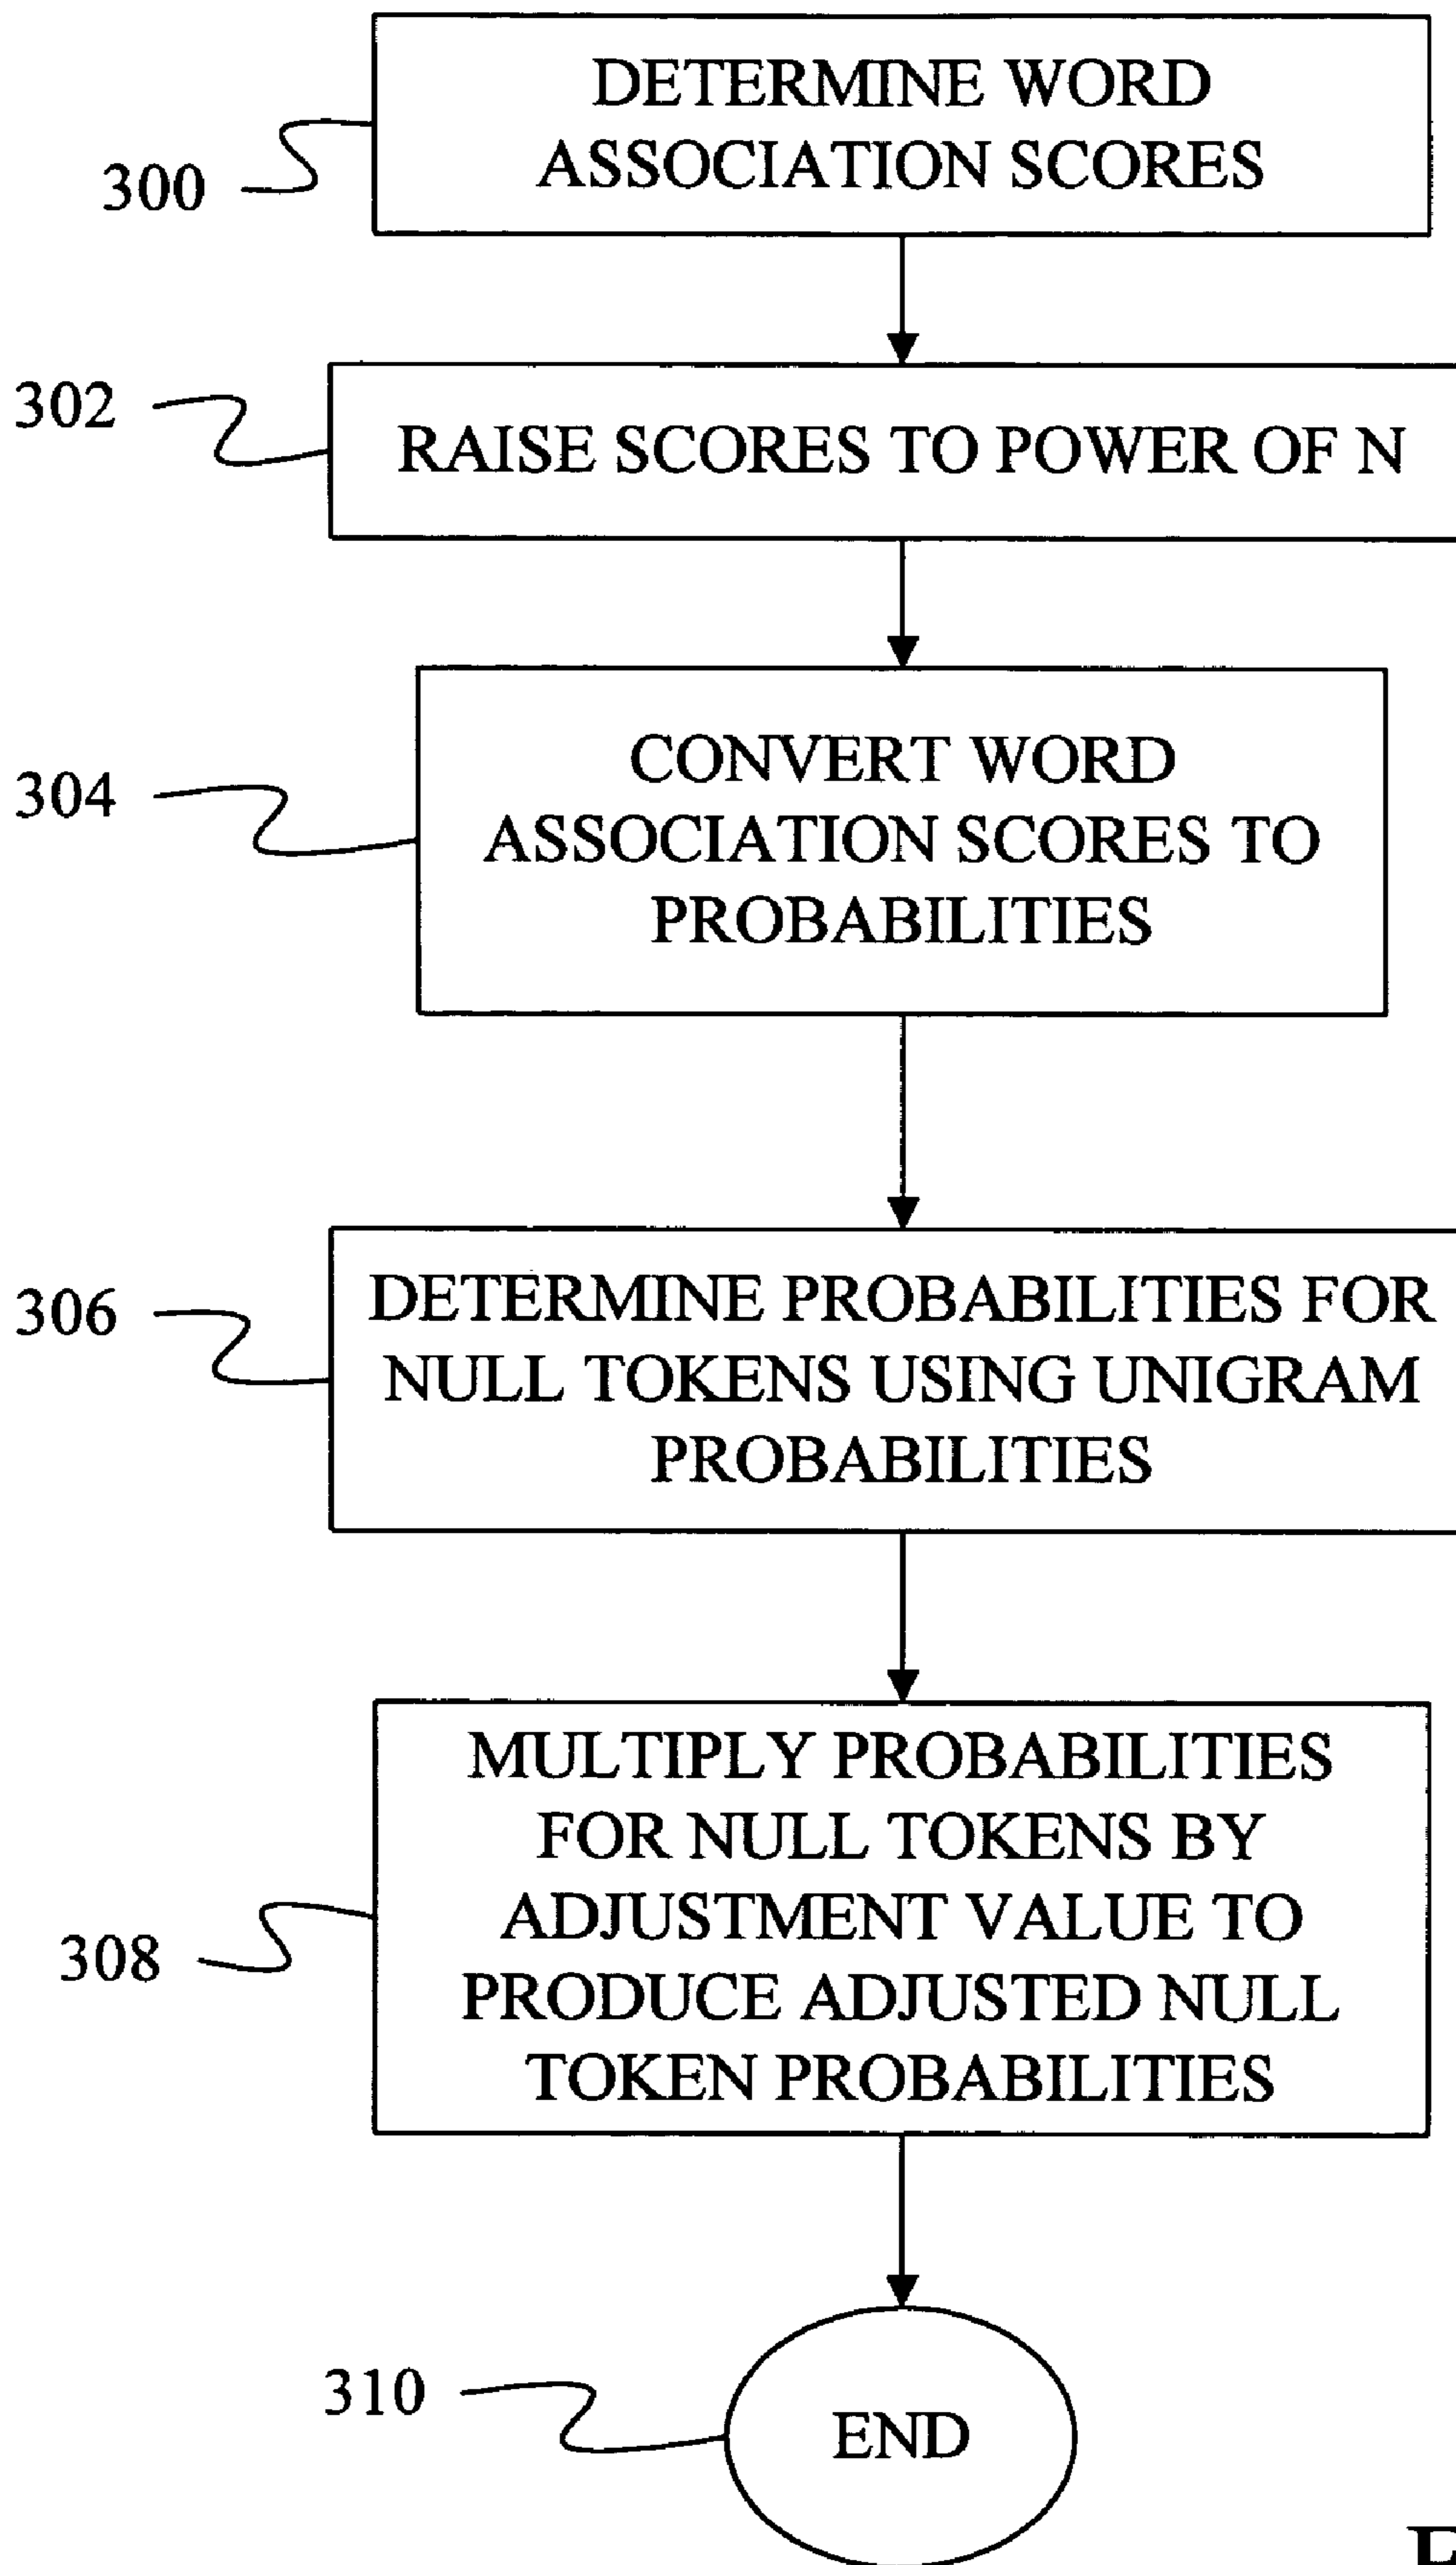 DETERMINE WORD
ASSOCIATION SCORES
300
302
RAISE SCORES TO POWER OF N
304
CONVERT WORD
ASSOCIATION SCORES TO
PROBABILITIES
306
DETERMINE PROBABILITIES FOR
NULL TOKENS USING UNIGRAM
PROBABILITIES
308
MULTIPLY PROBABILITIES
FOR NULL TOKENS BY
ADJUSTMENT VALUE TO
PRODUCE ADJUSTED NULL
TOKEN PROBABILITIES
310
END